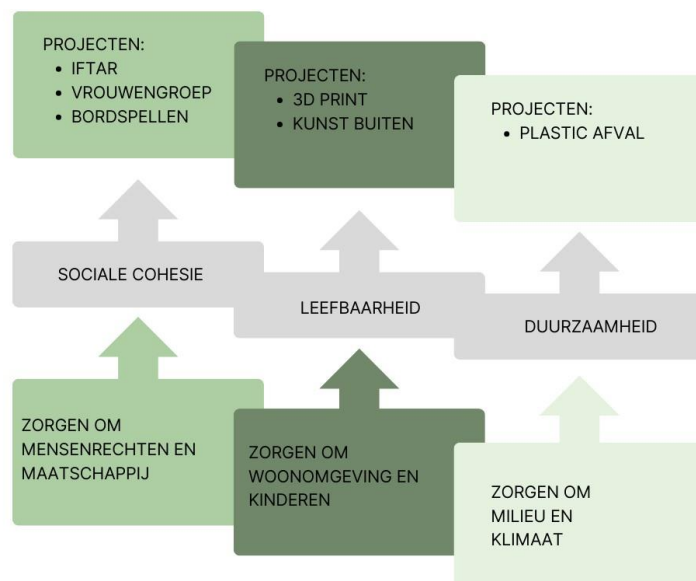 PROJECTEN:
• IFTAR
• VROUWENGROEP
• BORDSPELLEN
PROJECTEN:
• 3D PRINT
• KUNST BUITEN
PROJECTEN:
• PLASTIC AFVAL
SOCIALE COHESIE
LEEFBAARHEID
DUURZAAMHEID
ZORGEN OM
MENSENRECHTEN EN
MAATSCHAPPIJ
ZORGEN OM
WOONOMGEVING EN
KINDEREN
ZORGEN OM
MILIEU EN
KLIMAAT